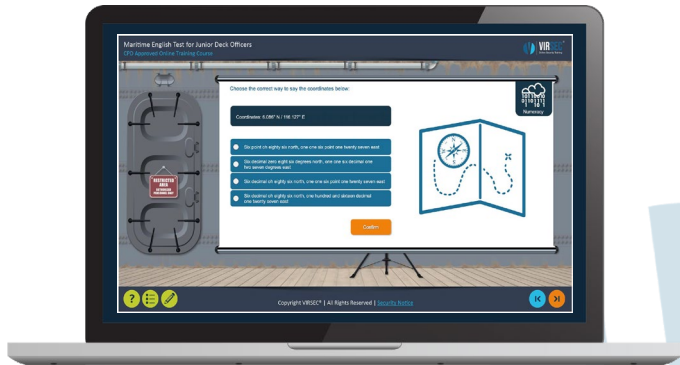 Maritime English Test for Junior Deck Officers
CPD Approved Online Training Course
VIRSEC
Choose the correct way to say the coordinates below:
Numeracy
Coordinates: 6.086° N / 116.127° E
Six point oh eighty six north, one one six point one twenty seven east
Six decimal zero eight six degrees north, one one six decimal one
two seven degrees east
Six decimal oh eighty six north, one one six point one twenty seven east
Six decimal oh eighty six north, one hundred and sixteen decimal
one twenty seven east
Confirm
RESTRICTED
AREA
Copyright VIRSEC® | All Rights Reserved | Security Notice